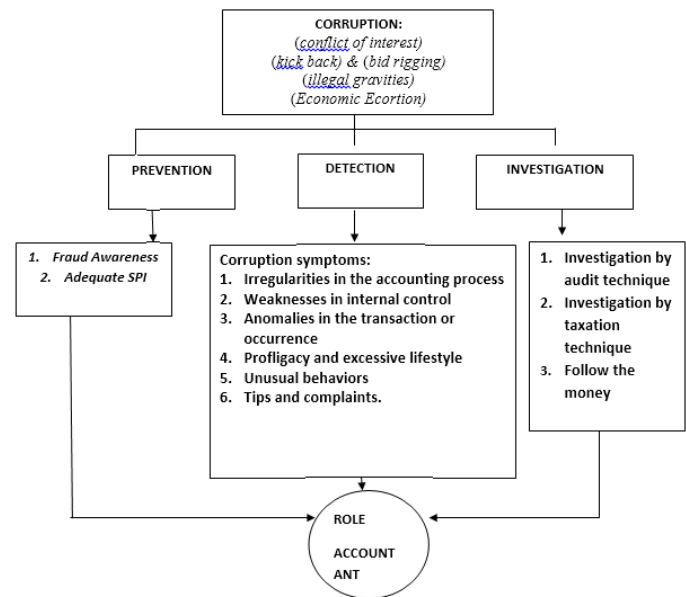 CORRUPTION:
(conflict of interest)
(kick back) & (bid rigging)
(illegal gravities)
(Economic Ecortion)
PREVENTION
DETECTION
INVESTIGATION
1. Fraud Awareness
2. Adequate SPI
Corruption symptoms:
1. Irregularities in the accounting process
2. Weaknesses in internal control
3. Anomalies in the transaction or
occurrence
4. Profligacy and excessive lifestyle
5. Unusual behaviors
6. Tips and complaints.
1. Investigation by
audit technique
2. Investigation by
taxation
technique
3. Follow the
money
ROLE
ACCOUNT
ANT